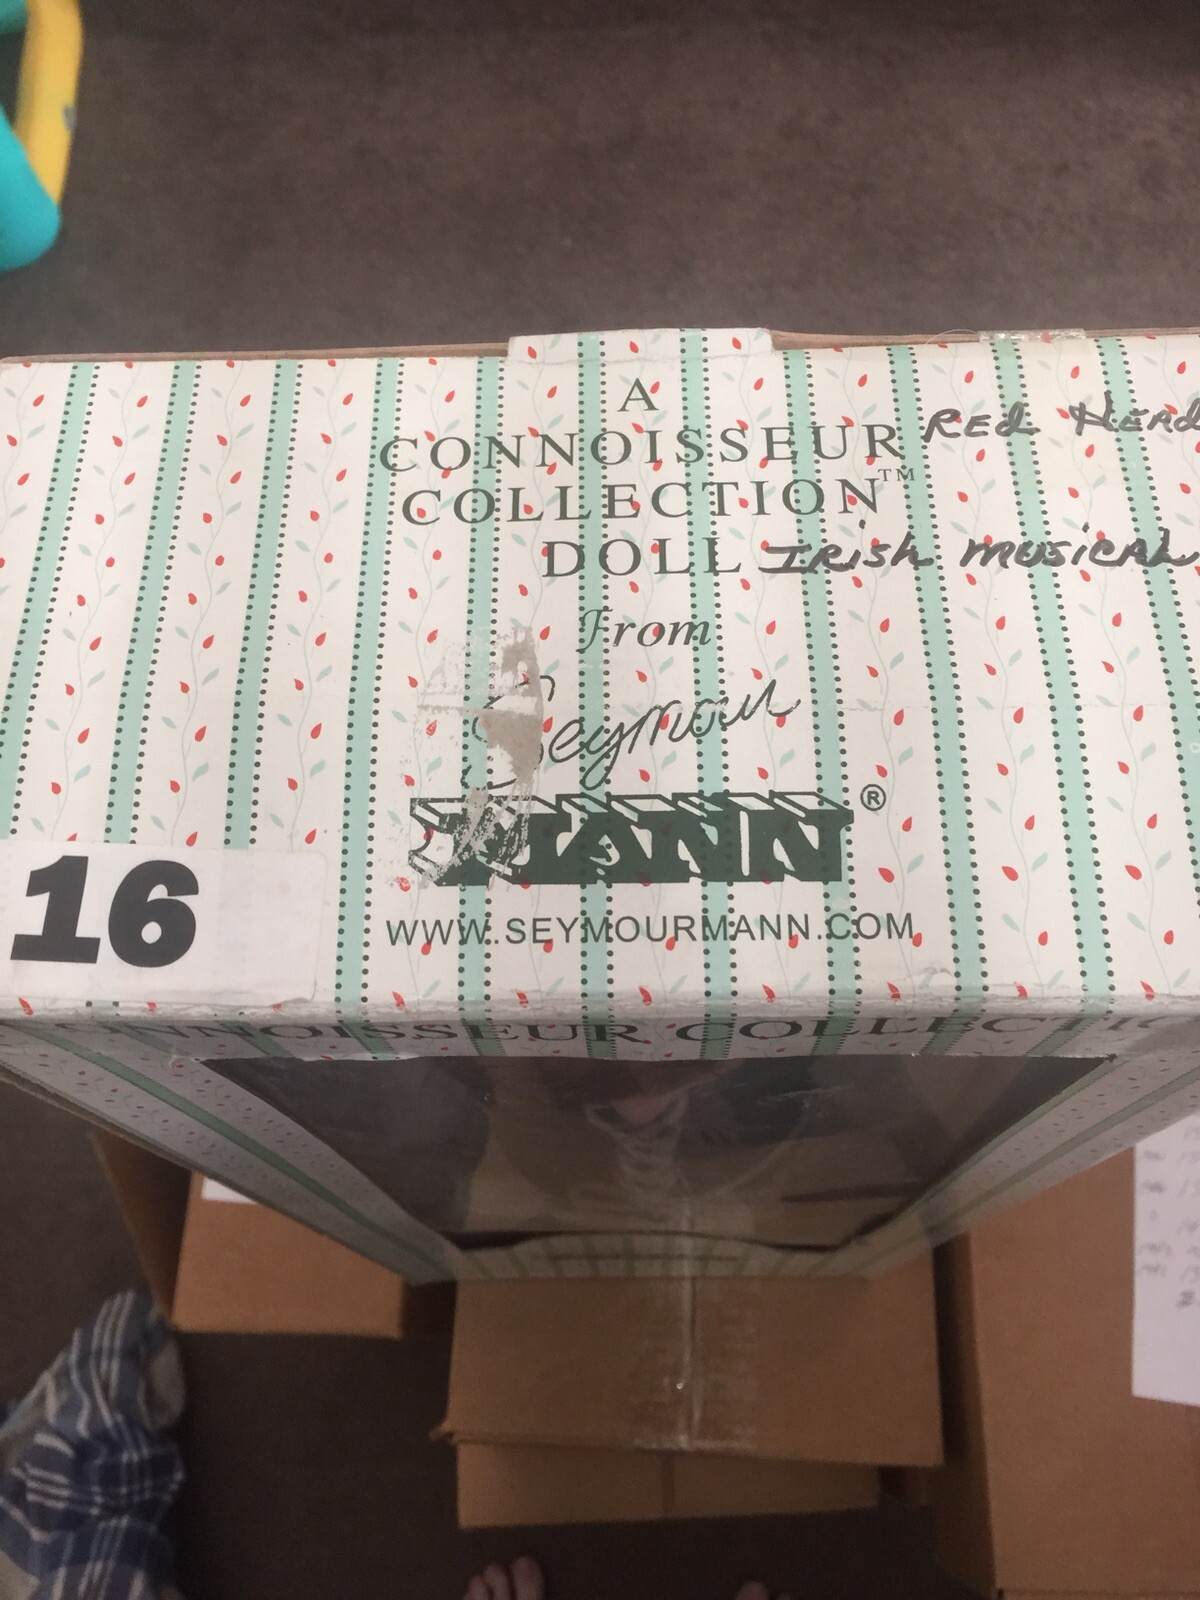 A
CONNOISSEUR RED HEAD
COLLECTION™
DOLL IRISH MUSICAL
From
Seymour
MANN®
16
WWW.SEYMOURMANN.COM
CONNOISSEUR COLLECTIO